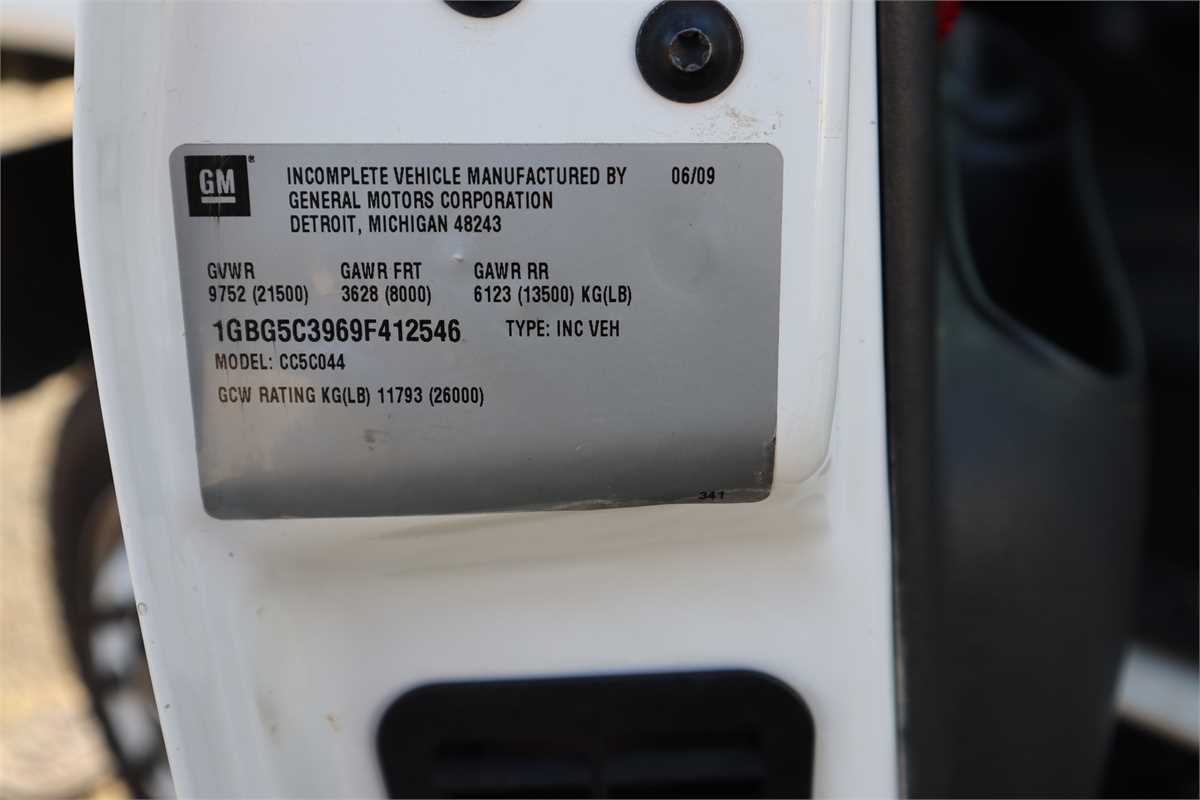 GM® INCOMPLETE VEHICLE MANUFACTURED BY 06/09
GENERAL MOTORS CORPORATION
DETROIT, MICHIGAN 48243
GVWR GAWR FRT GAWR RR
9752 (21500) 3628 (8000) 6123 (13500) KG(LB)
1GBG5C3969F412546 TYPE: INC VEH
MODEL: CC5C044
GCW RATING KG(LB) 11793 (26000)
341